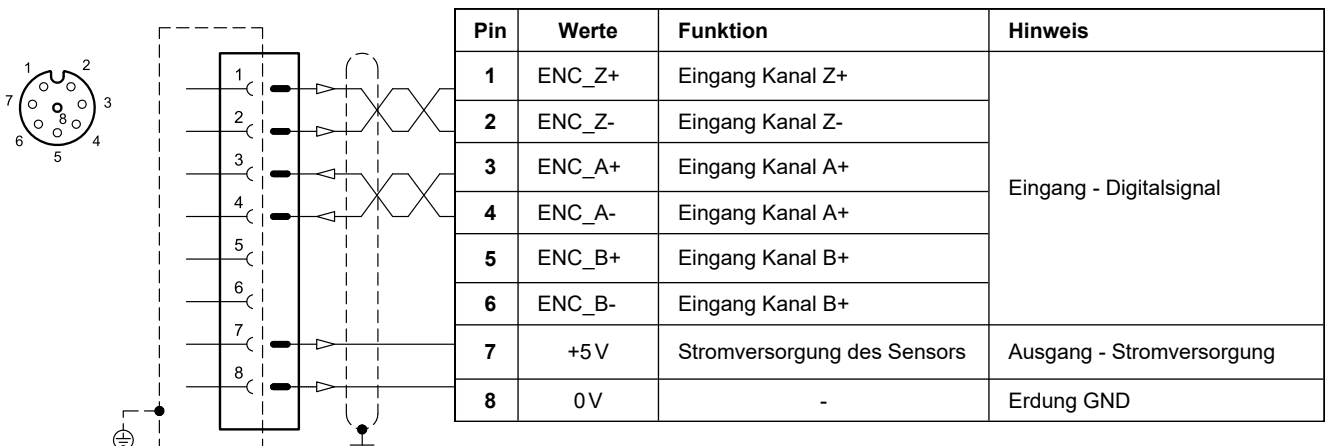 1
2
7
3
8
6
4
5
1
2
3
4
5
6
7
8
Pin Werte Funktion Hinweis
1 ENC_Z+ Eingang Kanal Z+
2 ENC_Z- Eingang Kanal Z-
3 ENC_A+ Eingang Kanal A+
Eingang - Digitalsignal
4 ENC_A- Eingang Kanal A+
5 ENC_B+ Eingang Kanal B+
6 ENC_B- Eingang Kanal B+
7 +5 V Stromversorgung des Sensors Ausgang - Stromversorgung
8 0 V - Erdung GND